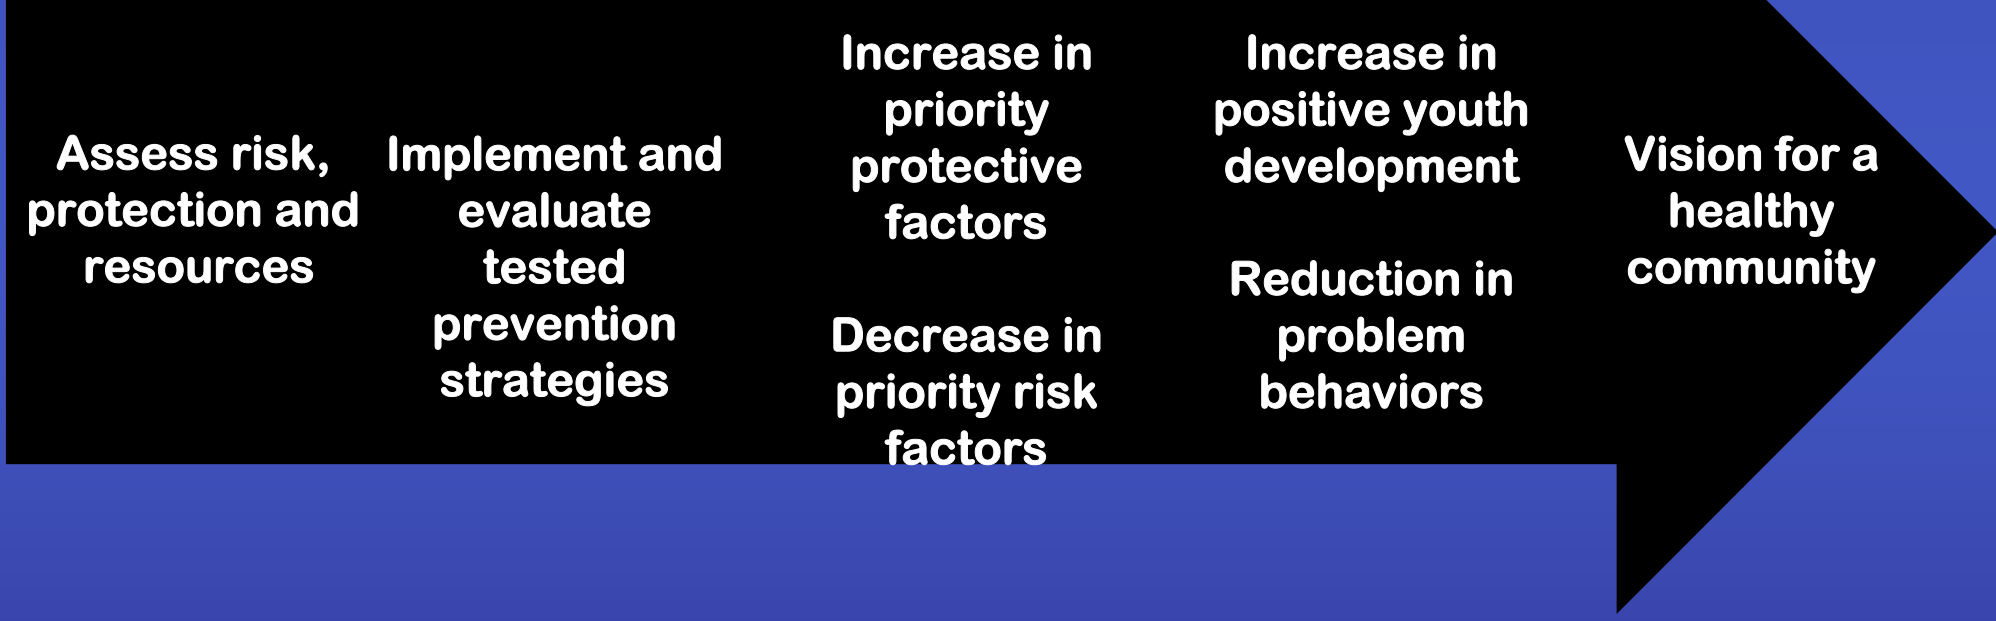 Assess risk,
protection and
resources
Implement and
evaluate
tested
prevention
strategies
Increase in
priority
protective
factors
Decrease in
priority risk
factors
Increase in
positive youth
development
Reduction in
problem
behaviors
Vision for a
healthy
community